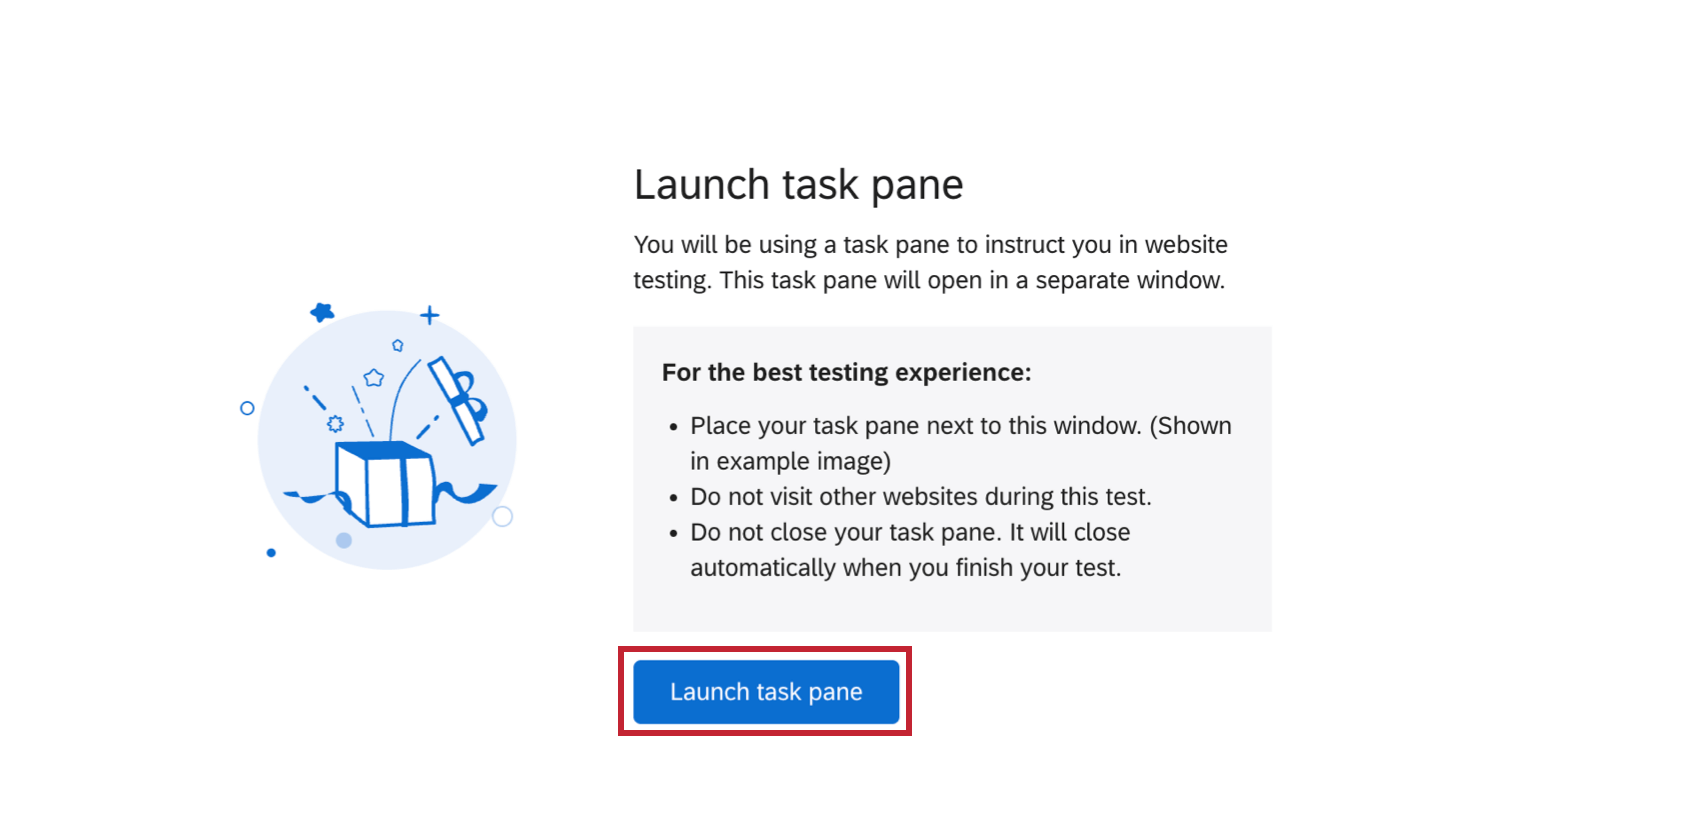 Launch task pane
You will be using a task pane to instruct you in website
testing. This task pane will open in a separate window.
For the best testing experience:
• Place your task pane next to this window. (Shown
in example image)
• Do not visit other websites during this test.
• Do not close your task pane. It will close
automatically when you finish your test.
Launch task pane